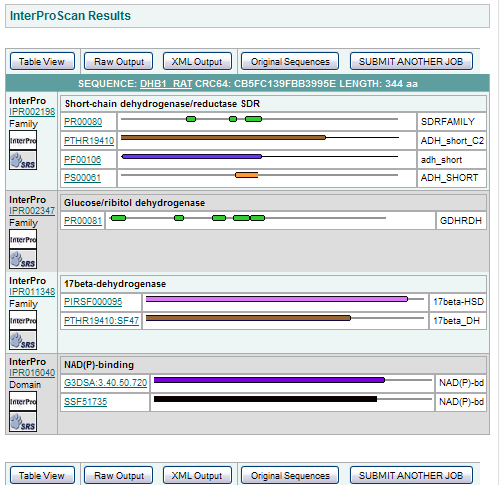 InterProScan Results
Table View Raw Output XML Output Original Sequences SUBMIT ANOTHER JOB
SEQUENCE: DHB1_RAT CRC64: CB5FC139FBB3995E LENGTH: 344 aa
InterPro
IPR002198
Family
InterPro
SRS
Short-chain dehydrogenase/reductase SDR
PR00080 SDRFAMILY
PTHR19410 ADH_short_C2
PF00106 adh_short
PS00061 ADH_SHORT
InterPro
IPR002347
Family
InterPro
SRS
Glucose/ribitol dehydrogenase
PR00081 GDHRDH
InterPro
IPR011348
Family
InterPro
SRS
17beta-dehydrogenase
PIRSF000095 17beta-HSD
PTHR19410:SF47 17beta_DH
InterPro
IPR016040
Domain
InterPro
SRS
NAD(P)-binding
G3DSA:3.40.50.720 NAD(P)-bd
SSF51735 NAD(P)-bd
Table View Raw Output XML Output Original Sequences SUBMIT ANOTHER JOB